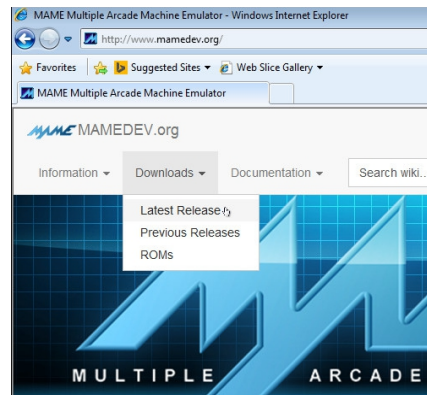 MAME Multiple Arcade Machine Emulator - Windows Internet Explorer
http://www.mamedev.org/
Favorites Suggested Sites Web Slice Gallery
MAME Multiple Arcade Machine Emulator
MAME MAMEDEV.org
Information Downloads Documentation Search wiki...
Latest Release
Previous Releases
ROMs
MULTIPLE ARCADE